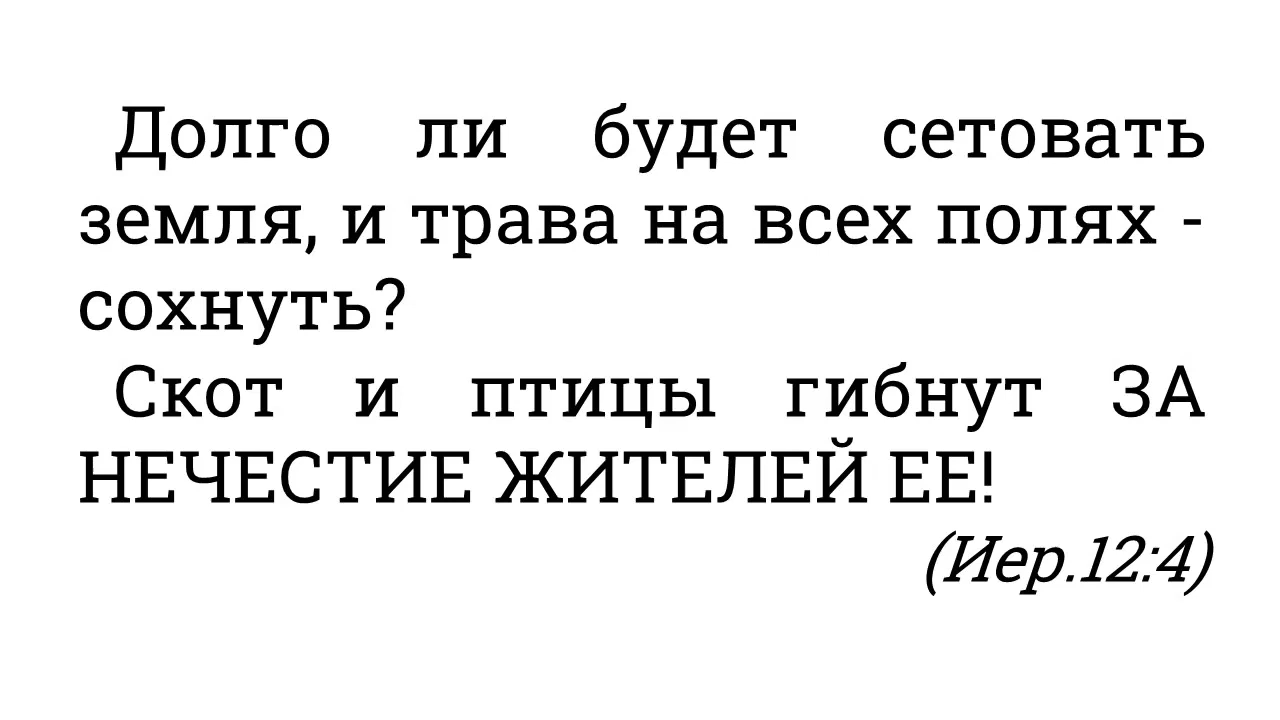 Долго ли будет сетовать
земля, и трава на всех полях -
сохнуть?
Скот и птицы гибнут ЗА
НЕЧЕСТИЕ ЖИТЕЛЕЙ ЕЕ!
(Иер.12:4)